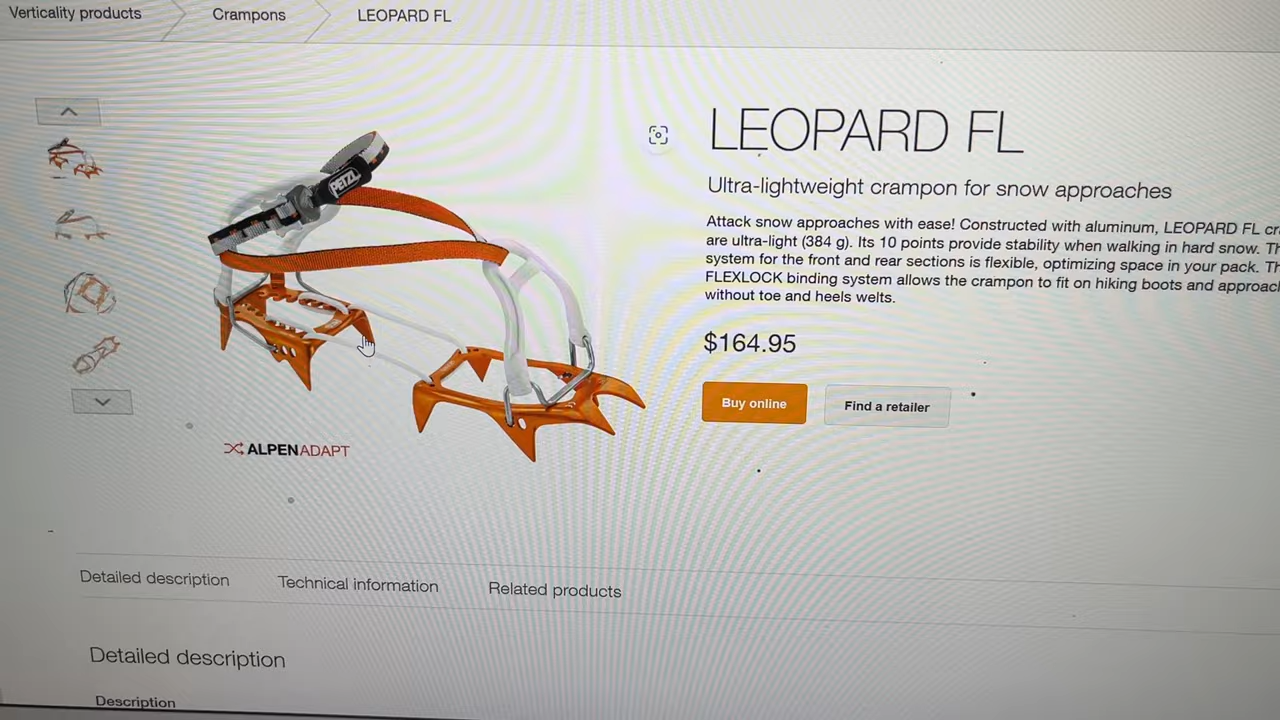 Verticality products
Crampons
LEOPARD FL
PETZL
ALPENADAPT
LEOPARD FL
Ultra-lightweight crampon for snow approaches
Attack snow approaches with ease! Constructed with aluminum, LEOPARD FL
are ultra-light (384 g). Its 10 points provide stability when walking in hard snow.
system for the front and rear sections is flexible, optimizing space in your pack.
FLEXLOCK binding system allows the crampon to fit on hiking boots and
without toe and heels welts.
$164.95
Buy online
Find a retailer
Detailed description
Technical information
Related products
Detailed description
Description